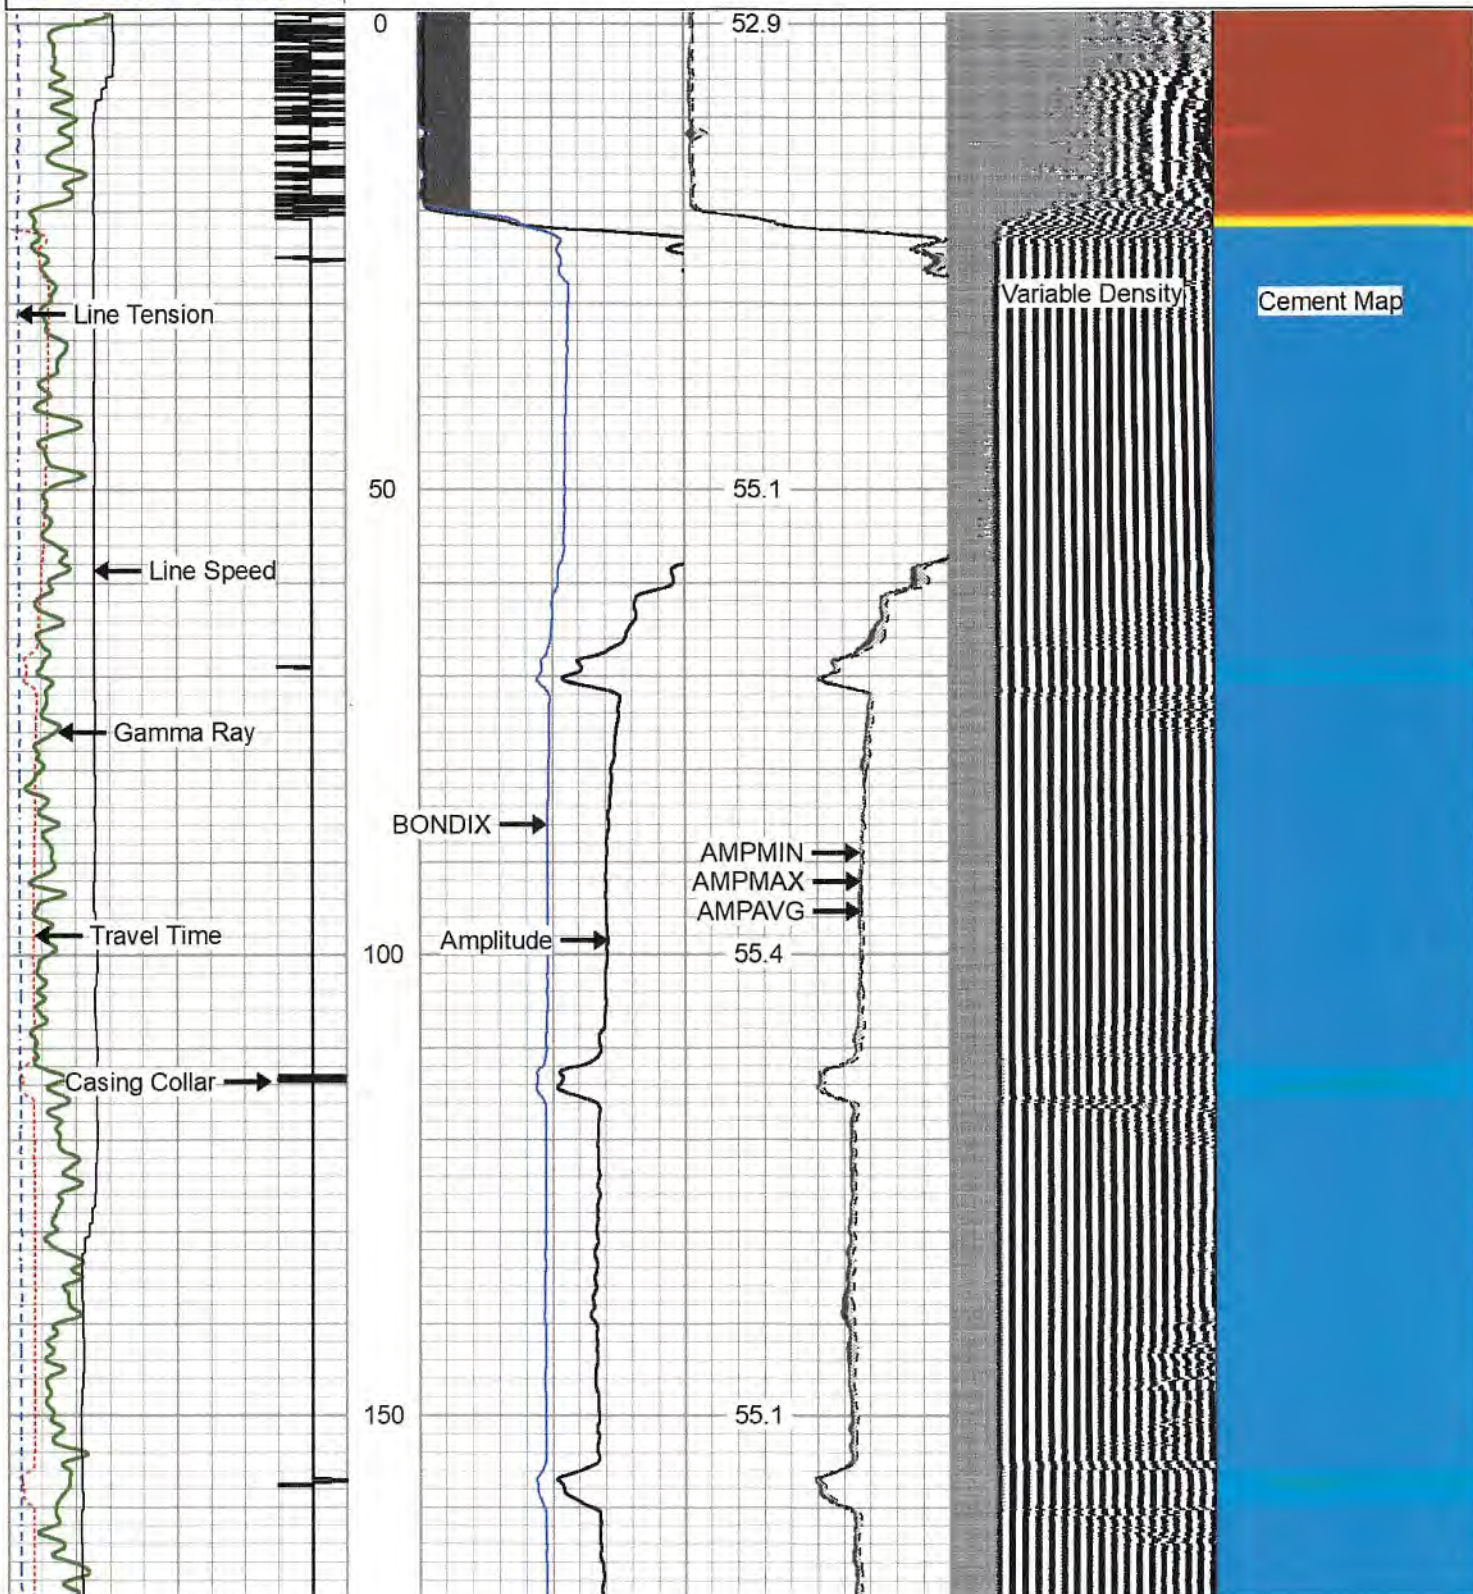 0
52.9
Variable Density
Cement Map
Line Tension
50
55.1
Line Speed
Gamma Ray
BONDIX
AMPMIN
AMPMAX
AMPAVG
Travel Time
Amplitude
100
55.4
Casing Collar
150
55.1